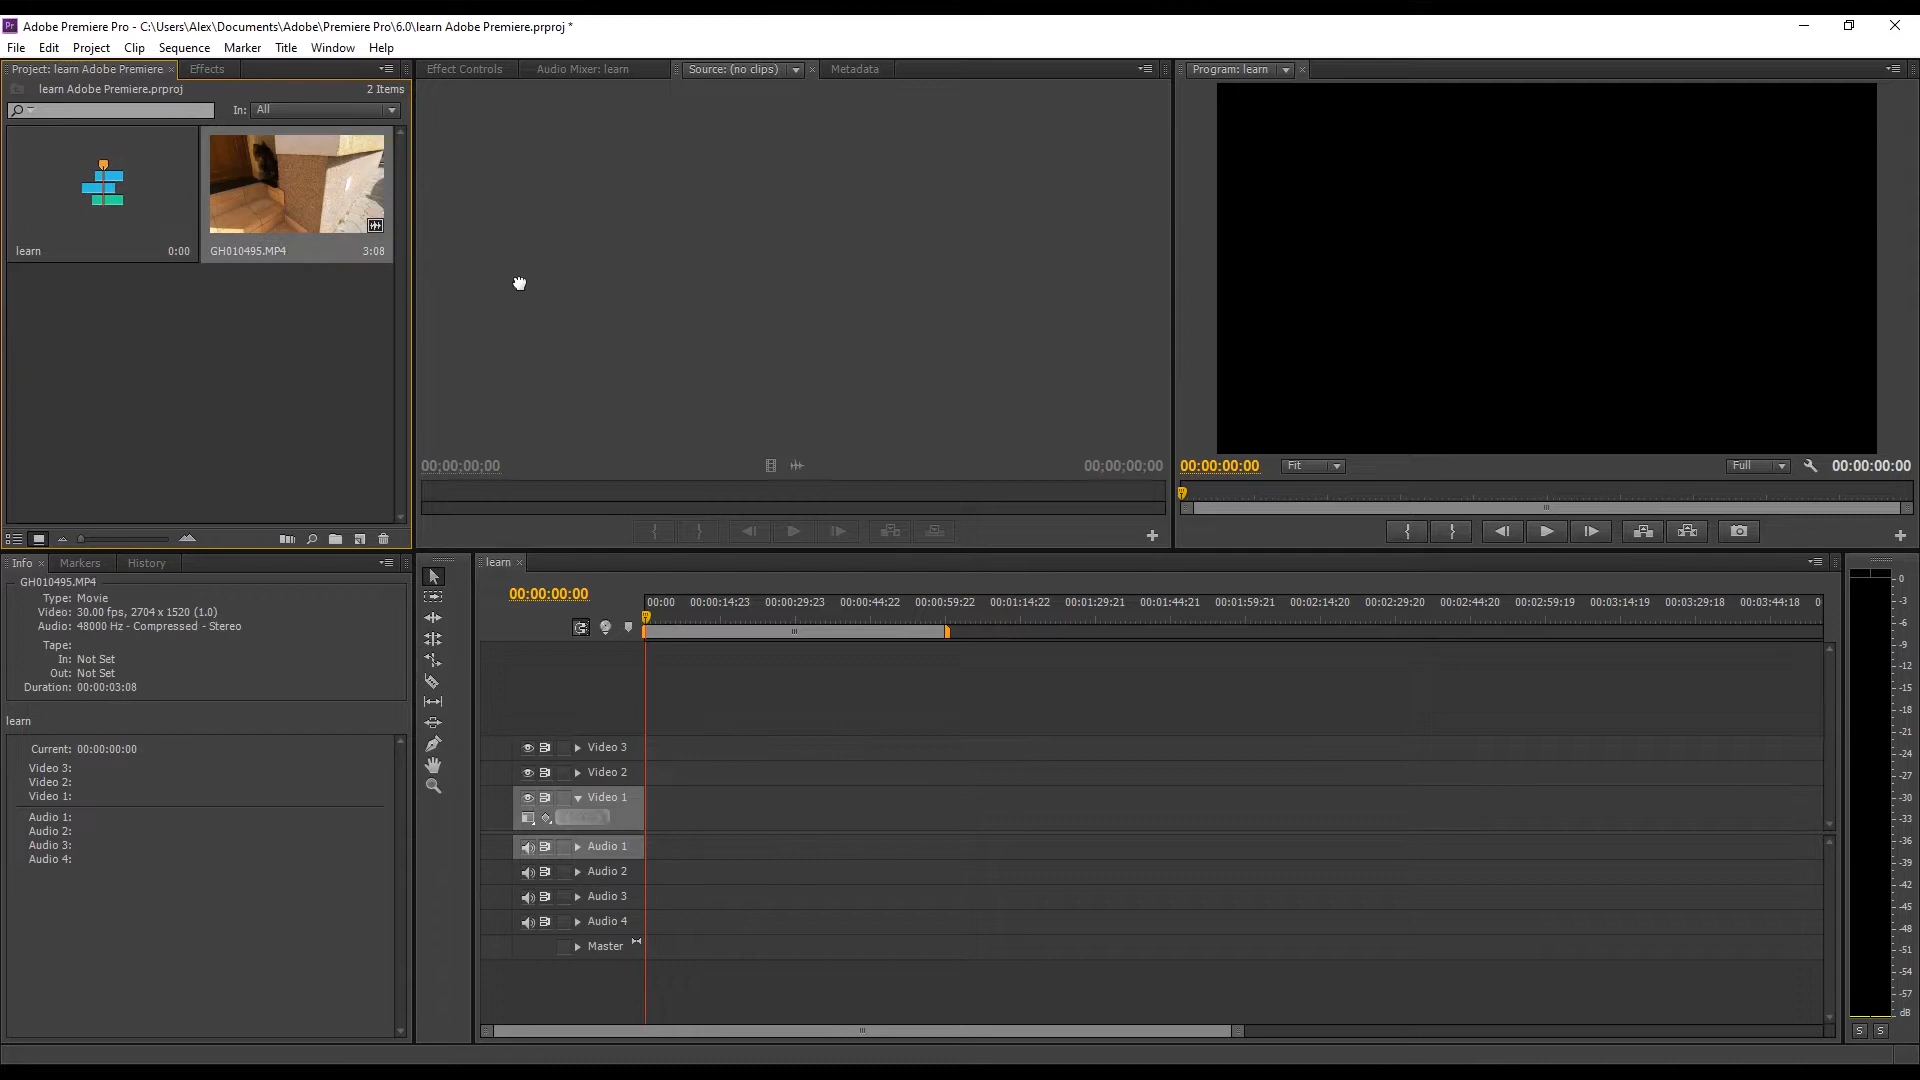 Adobe Premiere Pro - C:\Users\Alex\Documents\Adobe\Premiere Pro\6.0\learn Adobe Premiere.prproj *
File Edit Project Clip Sequence Marker Title Window Help
Project: learn Adobe Premiere Effects
learn Adobe Premiere.prproj 2 Items
In: All
learn 0:00
GH010495.MP4 3:08
Effect Controls Audio Mixer: learn Source: (no clips) Metadata
00;00;00;00 00;00;00;00
Program: learn
00:00:00:00 Fit Full 00:00:00:00
Info Markers History
GH010495.MP4
Type: Movie
Video: 30.00 fps, 2704 x 1520 (1.0)
Audio: 48000 Hz - Compressed - Stereo
Tape:
In: Not Set
Out: Not Set
Duration: 00:00:03:08
learn
Current: 00:00:00:00
Video 3:
Video 2:
Video 1:
Audio 1:
Audio 2:
Audio 3:
Audio 4:
learn
00:00:00:00
00:00 00:00:14:23 00:00:29:23 00:00:44:22 00:00:59:22 00:01:14:22 00:01:29:21 00:01:44:21 00:01:59:21 00:02:14:20 00:02:29:20 00:02:44:20 00:02:59:19 00:03:14:19 00:03:29:18 00:03:44:18 0
Video 3
Video 2
Video 1
Audio 1
Audio 2
Audio 3
Audio 4
Master
0
-3
-6
-9
-12
-15
-18
-21
-24
-27
-30
-33
-36
-39
-42
-45
-48
-51
-54
-57
dB
S S